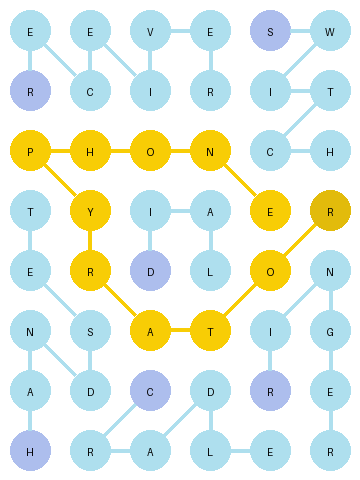 E E V E S W
R C I R I T
P H O N C H
T Y I A E R
E R D L O N
N S A T I G
A D C D R E
H R A L E R